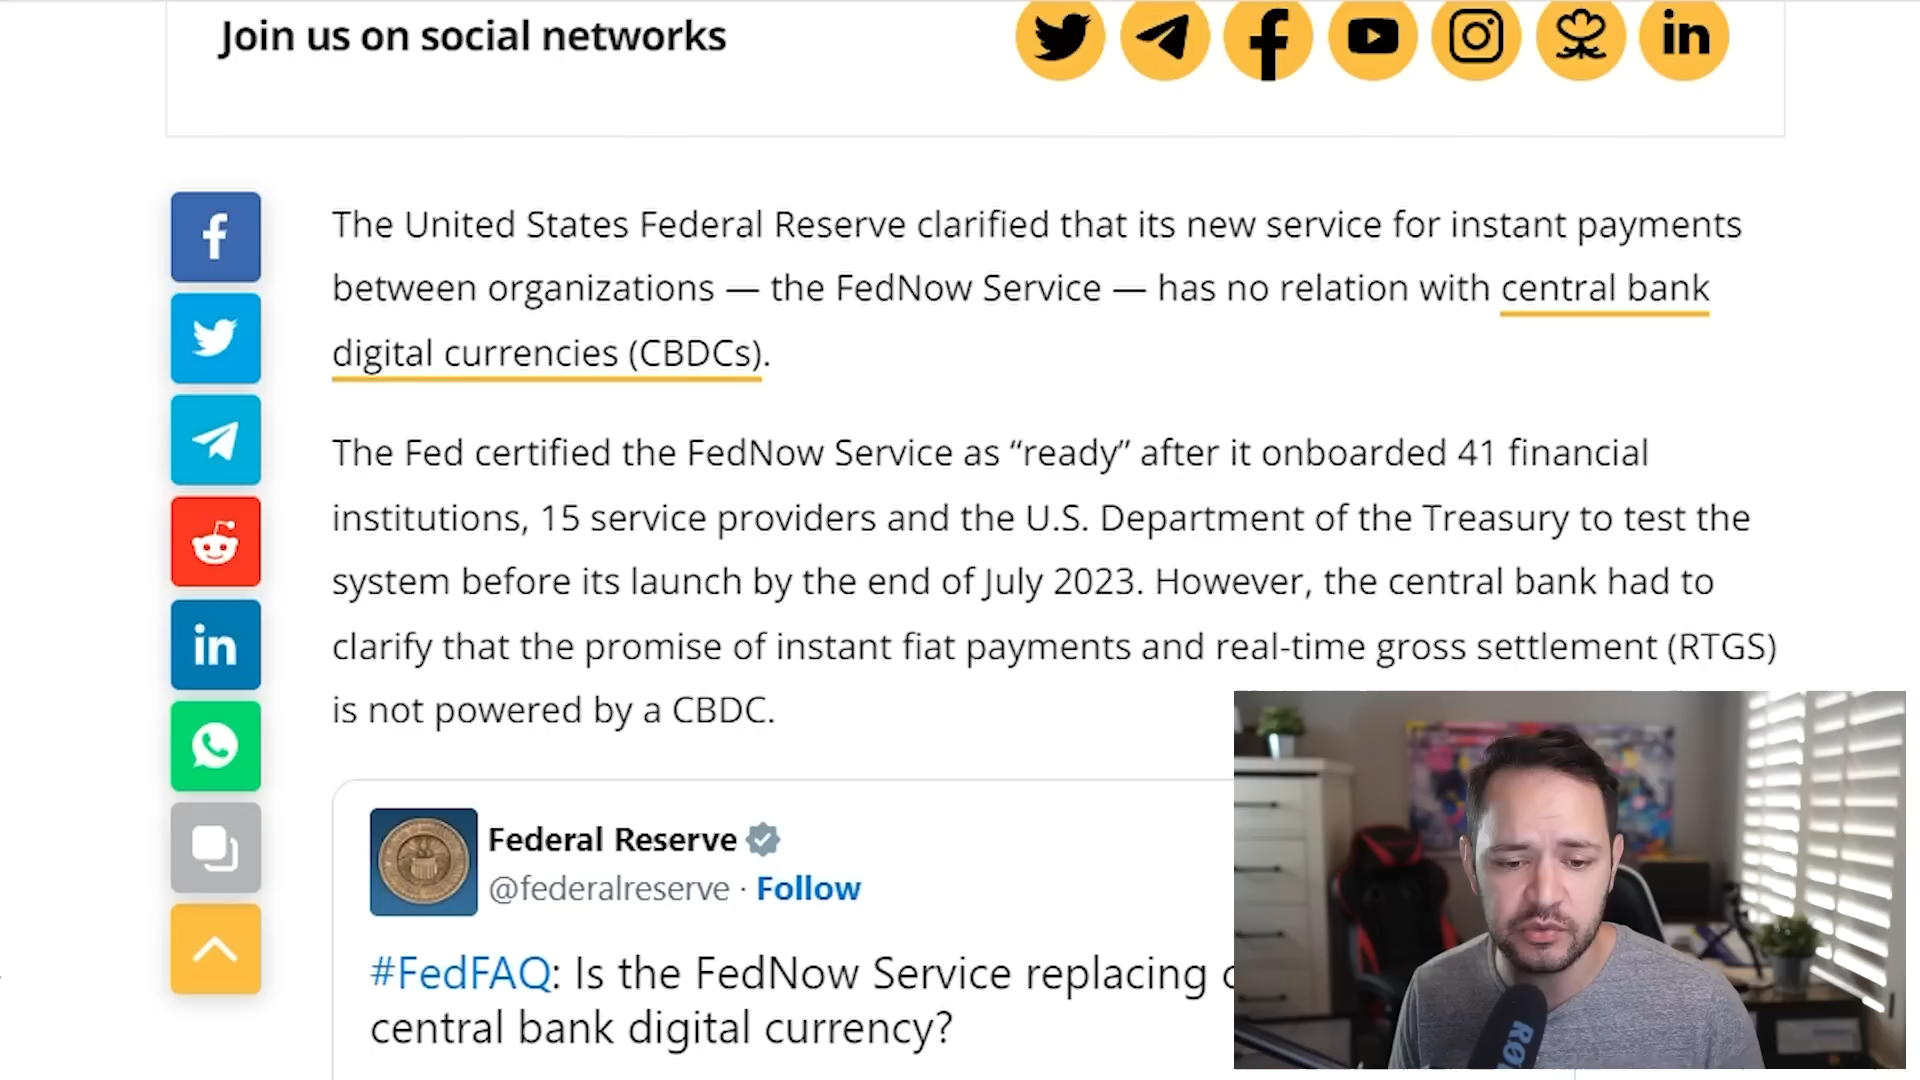 Join us on social networks
The United States Federal Reserve clarified that its new service for instant payments
between organizations — the FedNow Service — has no relation with central bank
digital currencies (CBDCs).
The Fed certified the FedNow Service as “ready” after it onboarded 41 financial
institutions, 15 service providers and the U.S. Department of the Treasury to test the
system before its launch by the end of July 2023. However, the central bank had to
clarify that the promise of instant fiat payments and real-time gross settlement (RTGS)
is not powered by a CBDC.
Federal Reserve
@federalreserve · Follow
#FedFAQ: Is the FedNow Service replacing
central bank digital currency?